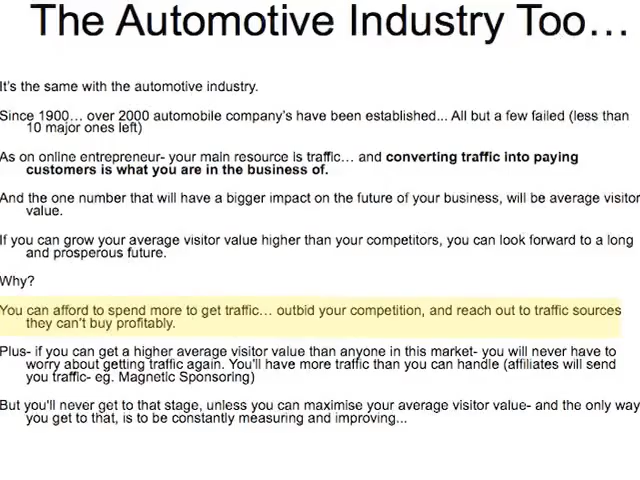 The Automotive Industry Too…
It's the same with the automotive industry.
Since 1900… over 2000 automobile company's have been established... All but a few failed (less than
10 major ones left)
As on online entrepreneur- your main resource is traffic… and converting traffic into paying
customers is what you are in the business of.
And the one number that will have a bigger impact on the future of your business, will be average visitor
value.
If you can grow your average visitor value higher than your competitors, you can look forward to a long
and prosperous future.
Why?
You can afford to spend more to get traffic… outbid your competition, and reach out to traffic sources
they can't buy profitably.
Plus- if you can get a higher average visitor value than anyone in this market- you will never have to
worry about getting traffic again. You'll have more traffic than you can handle (affiliates will send
you traffic- eg. Magnetic Sponsoring)
But you'll never get to that stage, unless you can maximise your average visitor value- and the only way
you get to that, is to be constantly measuring and improving...